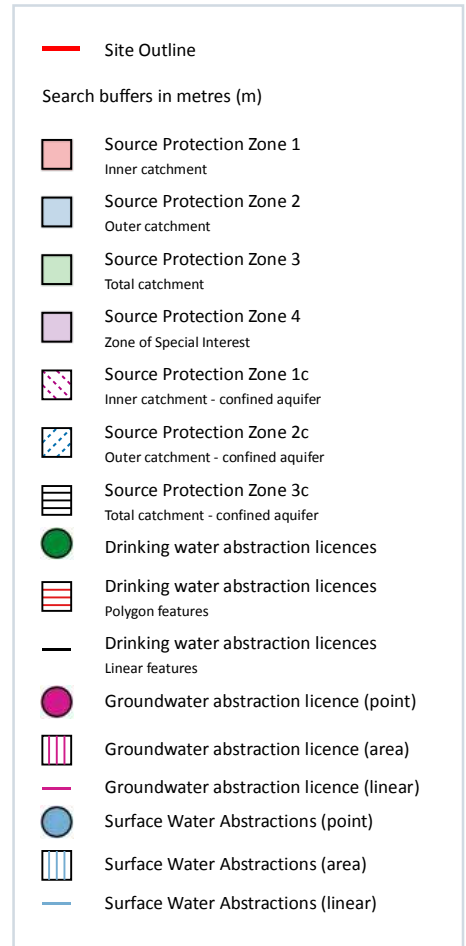 Site Outline
Search buffers in metres (m)
Source Protection Zone 1
Inner catchment
Source Protection Zone 2
Outer catchment
Source Protection Zone 3
Total catchment
Source Protection Zone 4
Zone of Special Interest
Source Protection Zone 1c
Inner catchment - confined aquifer
Source Protection Zone 2c
Outer catchment - confined aquifer
Source Protection Zone 3c
Total catchment - confined aquifer
Drinking water abstraction licences
Drinking water abstraction licences
Polygon features
Drinking water abstraction licences
Linear features
Groundwater abstraction licence (point)
Groundwater abstraction licence (area)
Groundwater abstraction licence (linear)
Surface Water Abstractions (point)
Surface Water Abstractions (area)
Surface Water Abstractions (linear)